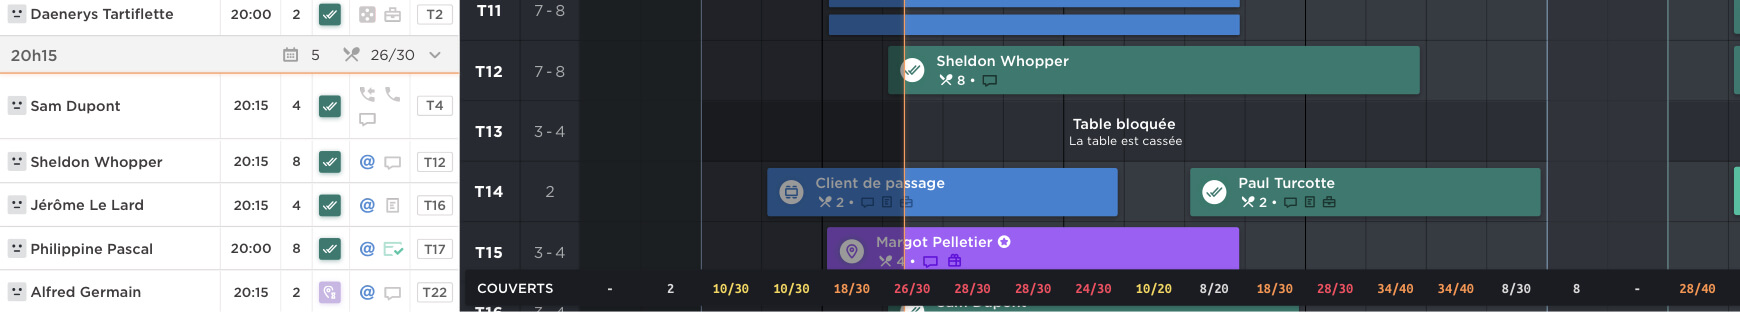 Daenerys Tartiflette 20:00 2 T2
20h15 5 26/30
Sam Dupont 20:15 4 T4
Sheldon Whopper 20:15 8 @ T12
Jérôme Le Lard 20:15 4 @ T16
Philippine Pascal 20:00 8 @ T17
Alfred Germain 20:15 2 @ T22
T11 7 - 8
T12 7 - 8
Sheldon Whopper
8 •
T13 3 - 4
Table bloquée
La table est cassée
T14 2
Client de passage
2 •
Paul Turcotte
2 •
T15 3 - 4
Margot Pelletier
4 •
COUVERTS - 2 10/30 10/30 18/30 26/30 28/30 28/30 24/30 10/20 8/20 18/30 28/30 34/40 34/40 8/30 8 - 28/40
T16 3 - 4
Sam Dupont